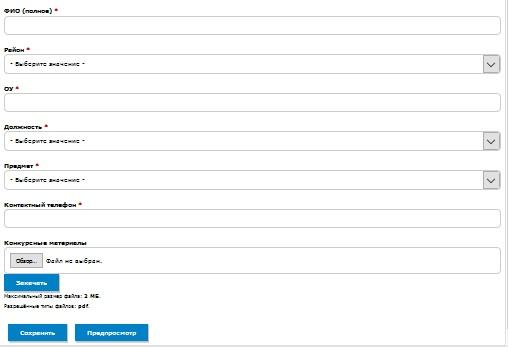 ФИО (полное) *
Район *
- Выберите значение -
ОУ *
Должность *
- Выберите значение -
Предмет *
- Выберите значение -
Контактный телефон *
Конкурсные материалы
Обзор... Файл не выбран.
Закачать
Максимальный размер файла: 2 МБ.
Разрешённые типы файлов: pdf.
Сохранить Предпросмотр